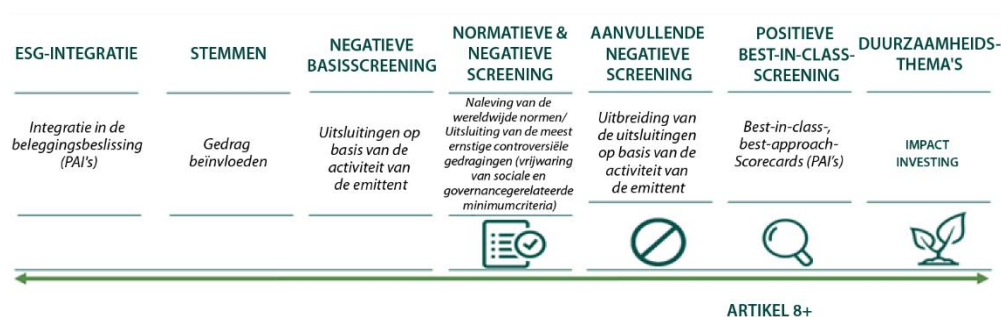 ESG-INTEGRATIE
STEMMEN
NEGATIEVE
BASISSCREENING
NORMATIEVE &
NEGATIEVE
SCREENING
AANVULLENDE
NEGATIEVE
SCREENING
POSITIEVE
BEST-IN-CLASS-
SCREENING
DUURZAAMHEIDS-
THEMA'S
Integratie in de
beleggingsbeslissing
(PAI's)
Gedrag
beïnvloeden
Uitsluitingen op
basis van de
activiteit van
de emittent
Naleving van de
wereldwijde normen/
Uitsluiting van de meest
ernstige controversiële
gedragingen (vrijwaring
van sociale en
governancegerelateerde
minimumcriteria)
Uitbreiding van
de uitsluitingen
op basis van de
activiteit van
de emittent
Best-in-class-,
best-approach-
Scorecards (PAI's)
IMPACT
INVESTING
ARTIKEL 8+